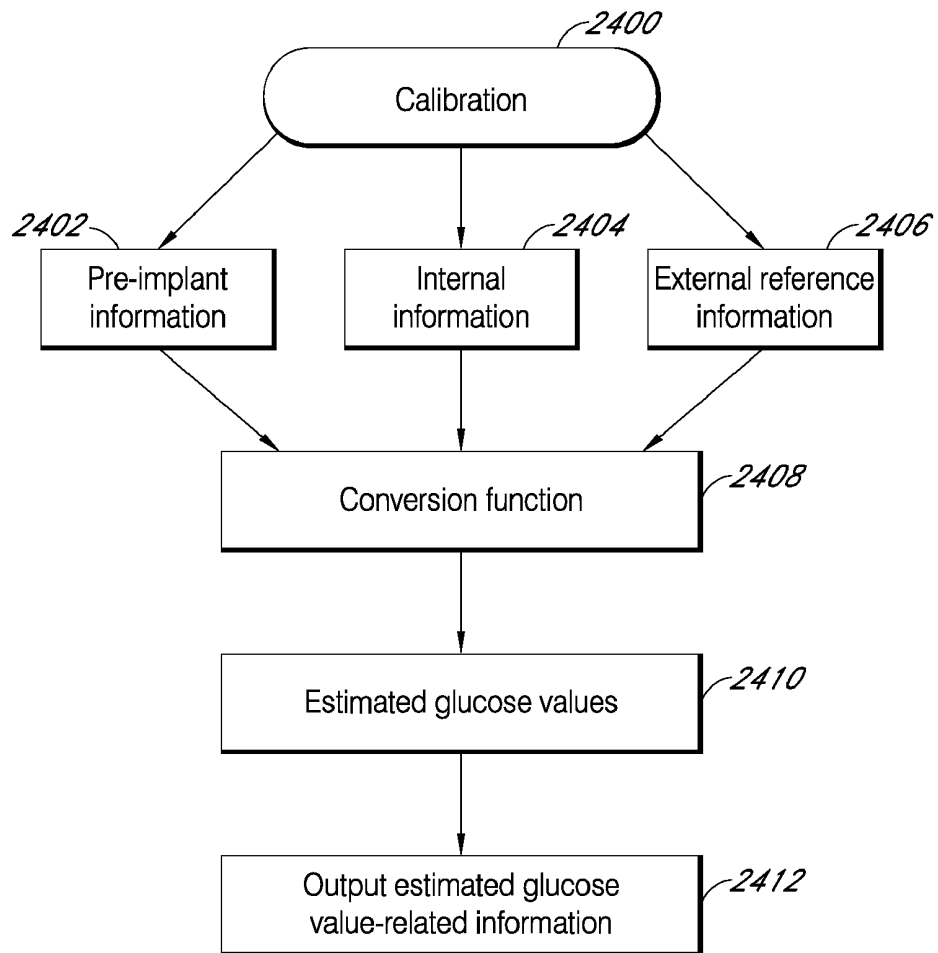 2400
Calibration
2402
2404
2406
Pre-implant
information
Internal
information
External reference
information
Conversion function
2408
Estimated glucose values
2410
Output estimated glucose
value-related information
2412